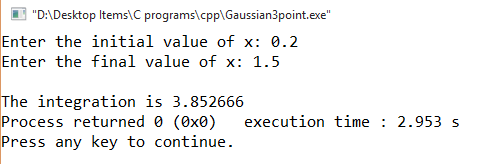 "D:\Desktop Items\C programs\cpp\Gaussian3point.exe"
Enter the initial value of x: 0.2
Enter the final value of x: 1.5
The integration is 3.852666
Process returned 0 (0x0)   execution time : 2.953 s
Press any key to continue.